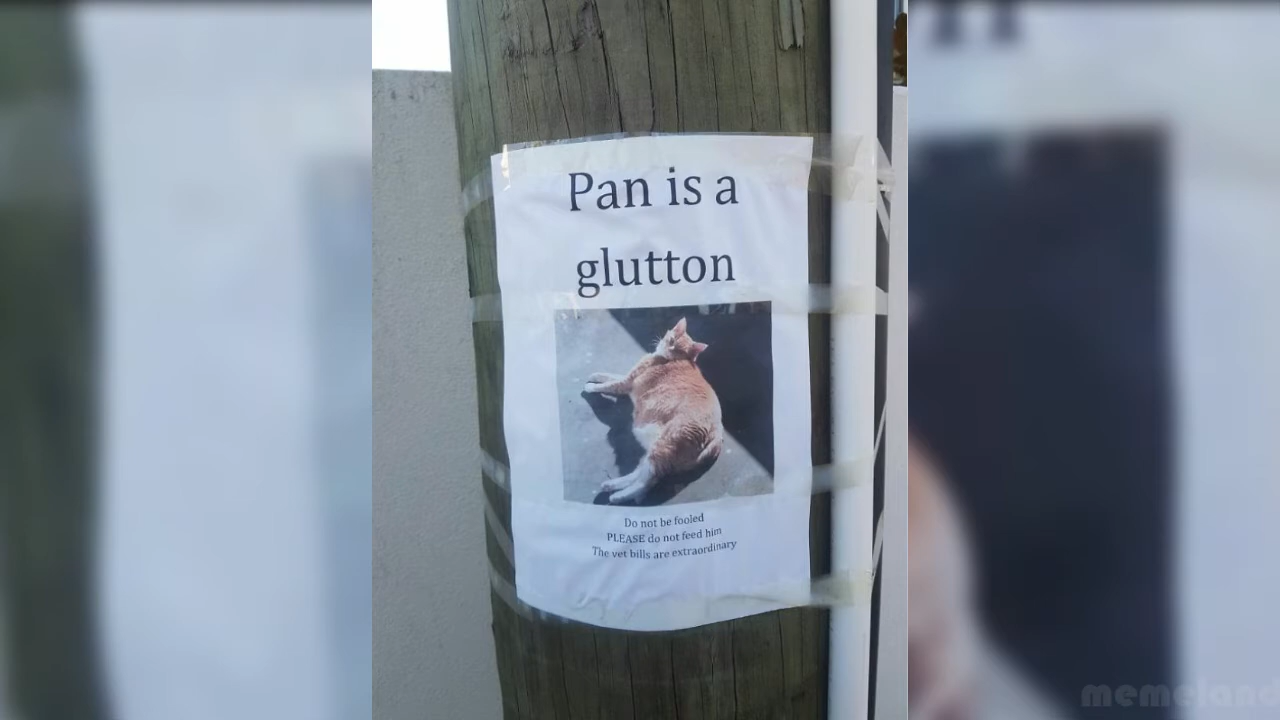 Pan is a
glutton
Do not be fooled
PLEASE do not feed him
The vet bills are extraordinary
memeland